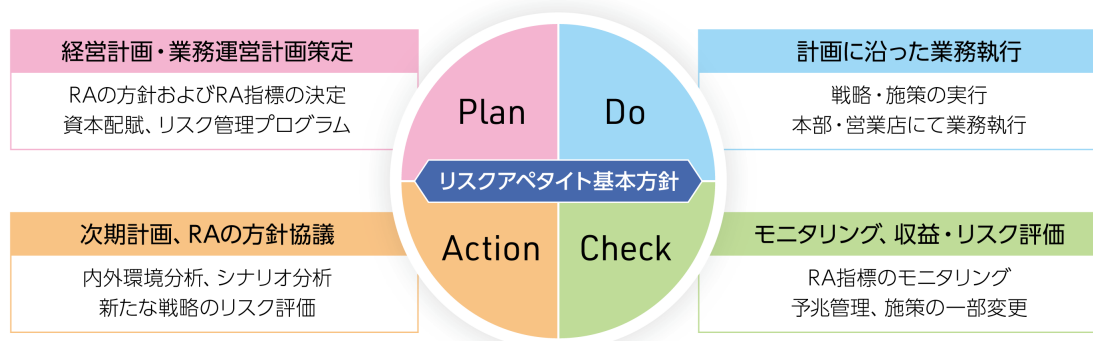 経営計画・業務運営計画策定
RAの方針およびRA指標の決定
資本配賦、リスク管理プログラム
Plan
Do
計画に沿った業務執行
戦略・施策の実行
本部・営業店にて業務執行
リスクアペタイト基本方針
次期計画、RAの方針協議
内外環境分析、シナリオ分析
新たな戦略のリスク評価
Action
Check
モニタリング、収益・リスク評価
RA指標のモニタリング
予兆管理、施策の一部変更